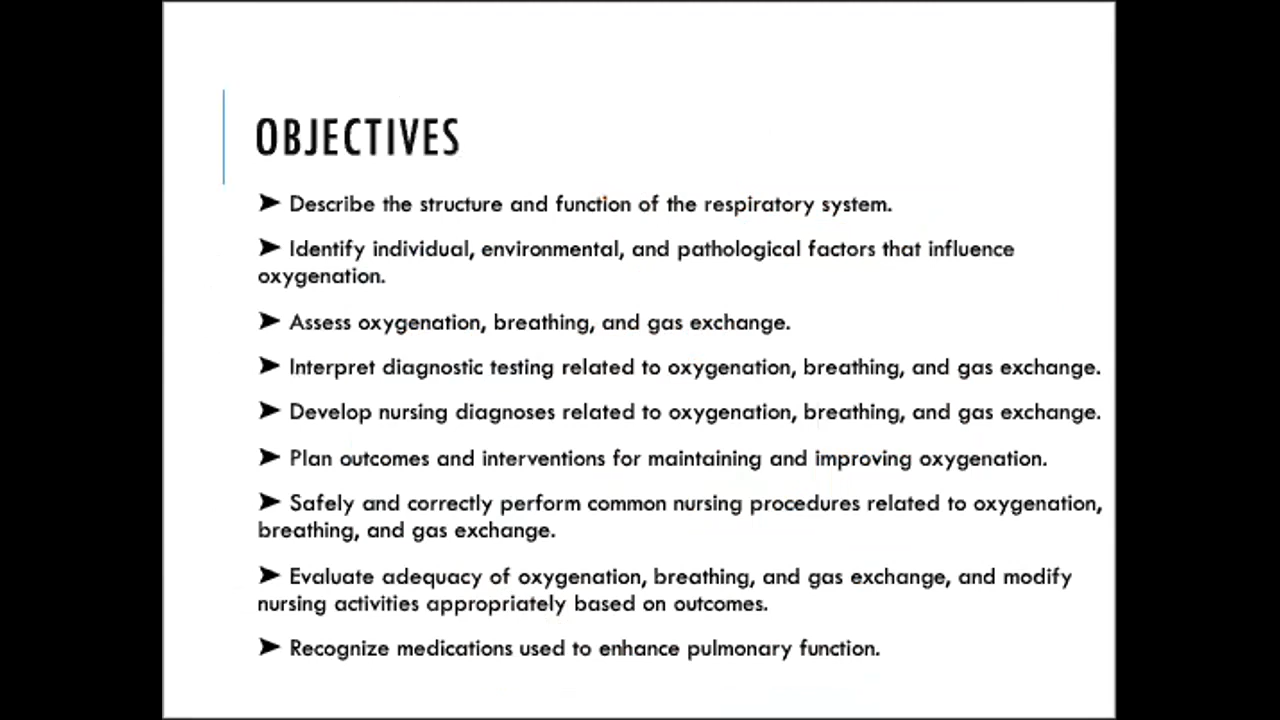 OBJECTIVES
➤ Describe the structure and function of the respiratory system.
➤ Identify individual, environmental, and pathological factors that influence
oxygenation.
➤ Assess oxygenation, breathing, and gas exchange.
➤ Interpret diagnostic testing related to oxygenation, breathing, and gas exchange.
➤ Develop nursing diagnoses related to oxygenation, breathing, and gas exchange.
➤ Plan outcomes and interventions for maintaining and improving oxygenation.
➤ Safely and correctly perform common nursing procedures related to oxygenation,
breathing, and gas exchange.
➤ Evaluate adequacy of oxygenation, breathing, and gas exchange, and modify
nursing activities appropriately based on outcomes.
➤ Recognize medications used to enhance pulmonary function.